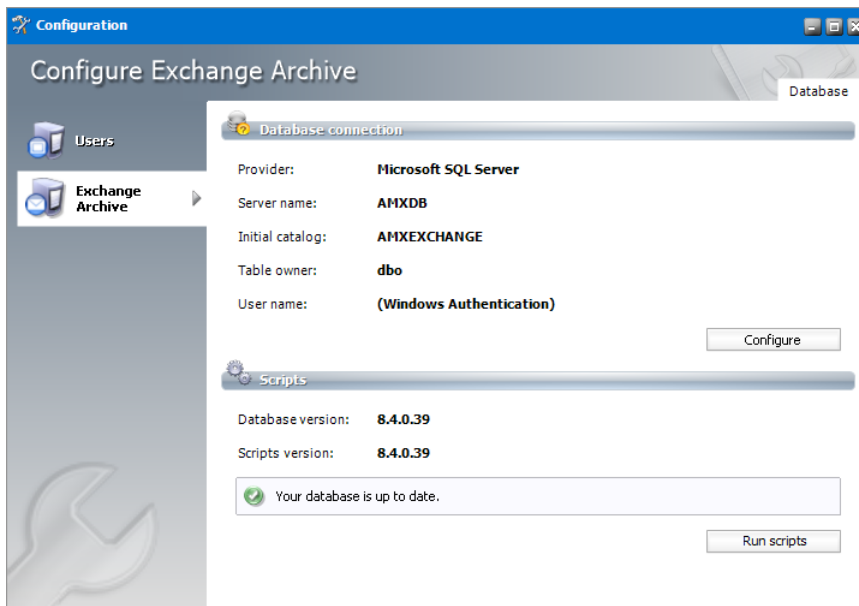 Configuration
Configure Exchange Archive
Database
Users
Exchange
Archive
Database connection
Provider: Microsoft SQL Server
Server name: AMXDB
Initial catalog: AMXEXCHANGE
Table owner: dbo
User name: (Windows Authentication)
Configure
Scripts
Database version: 8.4.0.39
Scripts version: 8.4.0.39
Your database is up to date.
Run scripts